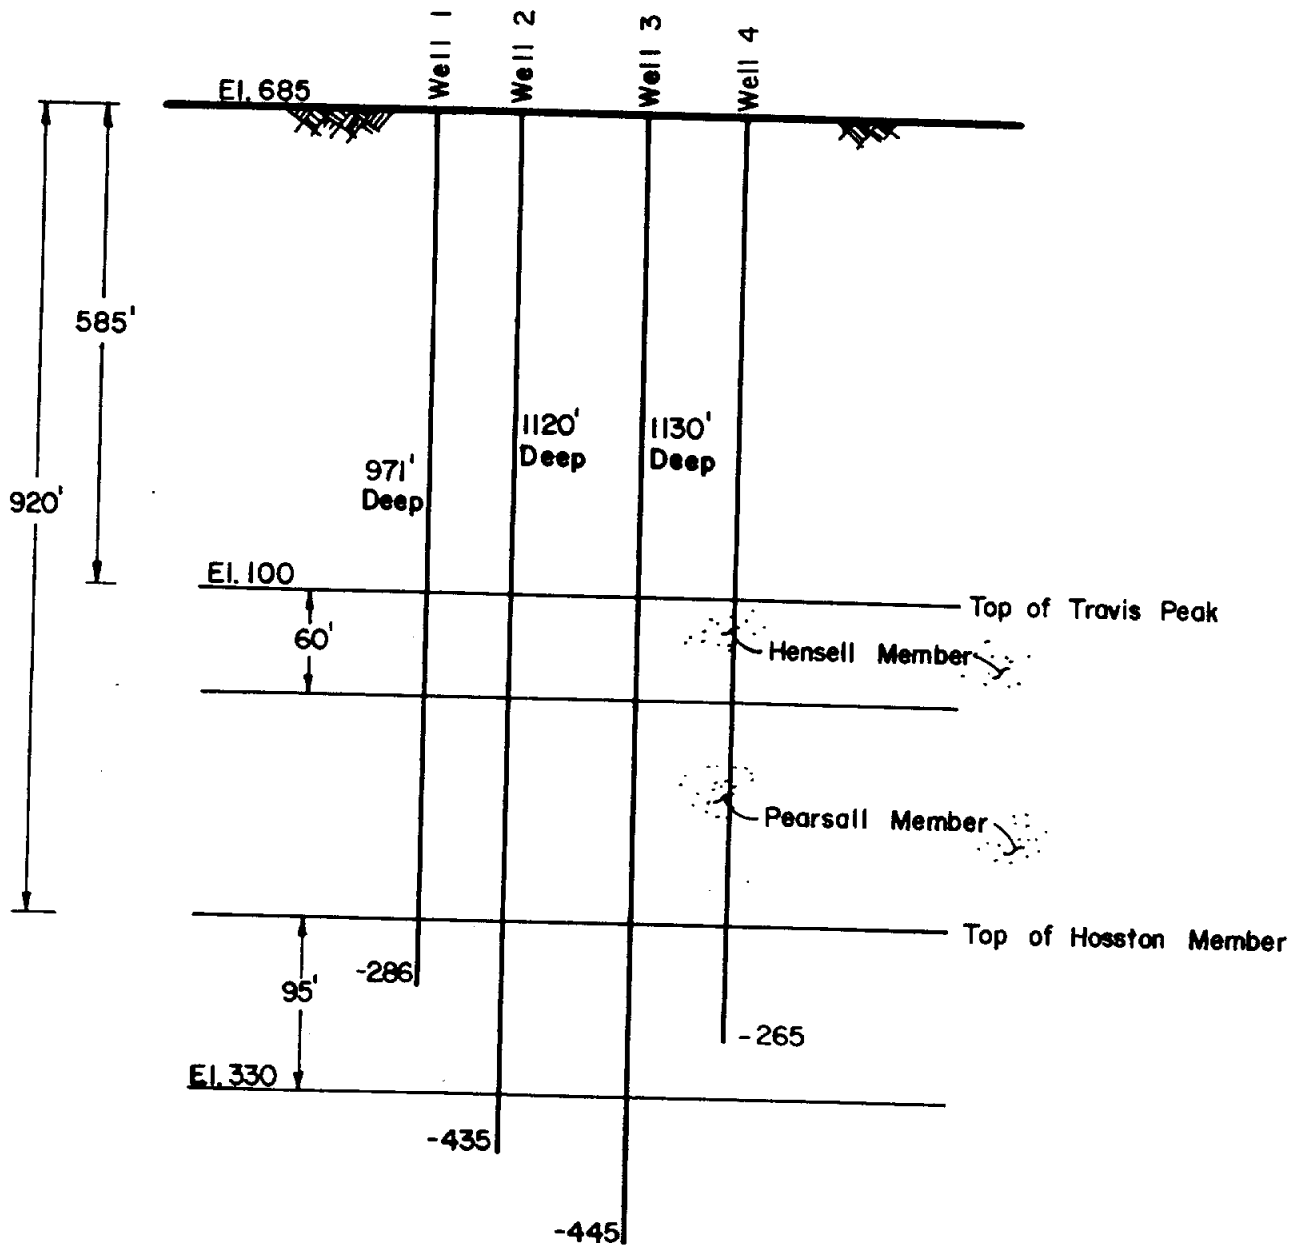 Well 1
Well 2
Well 3
Well 4
El. 685
585'
1120'
Deep
1130'
Deep
971'
Deep
920'
El. 100
Top of Travis Peak
60'
Hensell Member
Pearsall Member
Top of Hosston Member
-286
95'
-265
El. 330
-435
-445